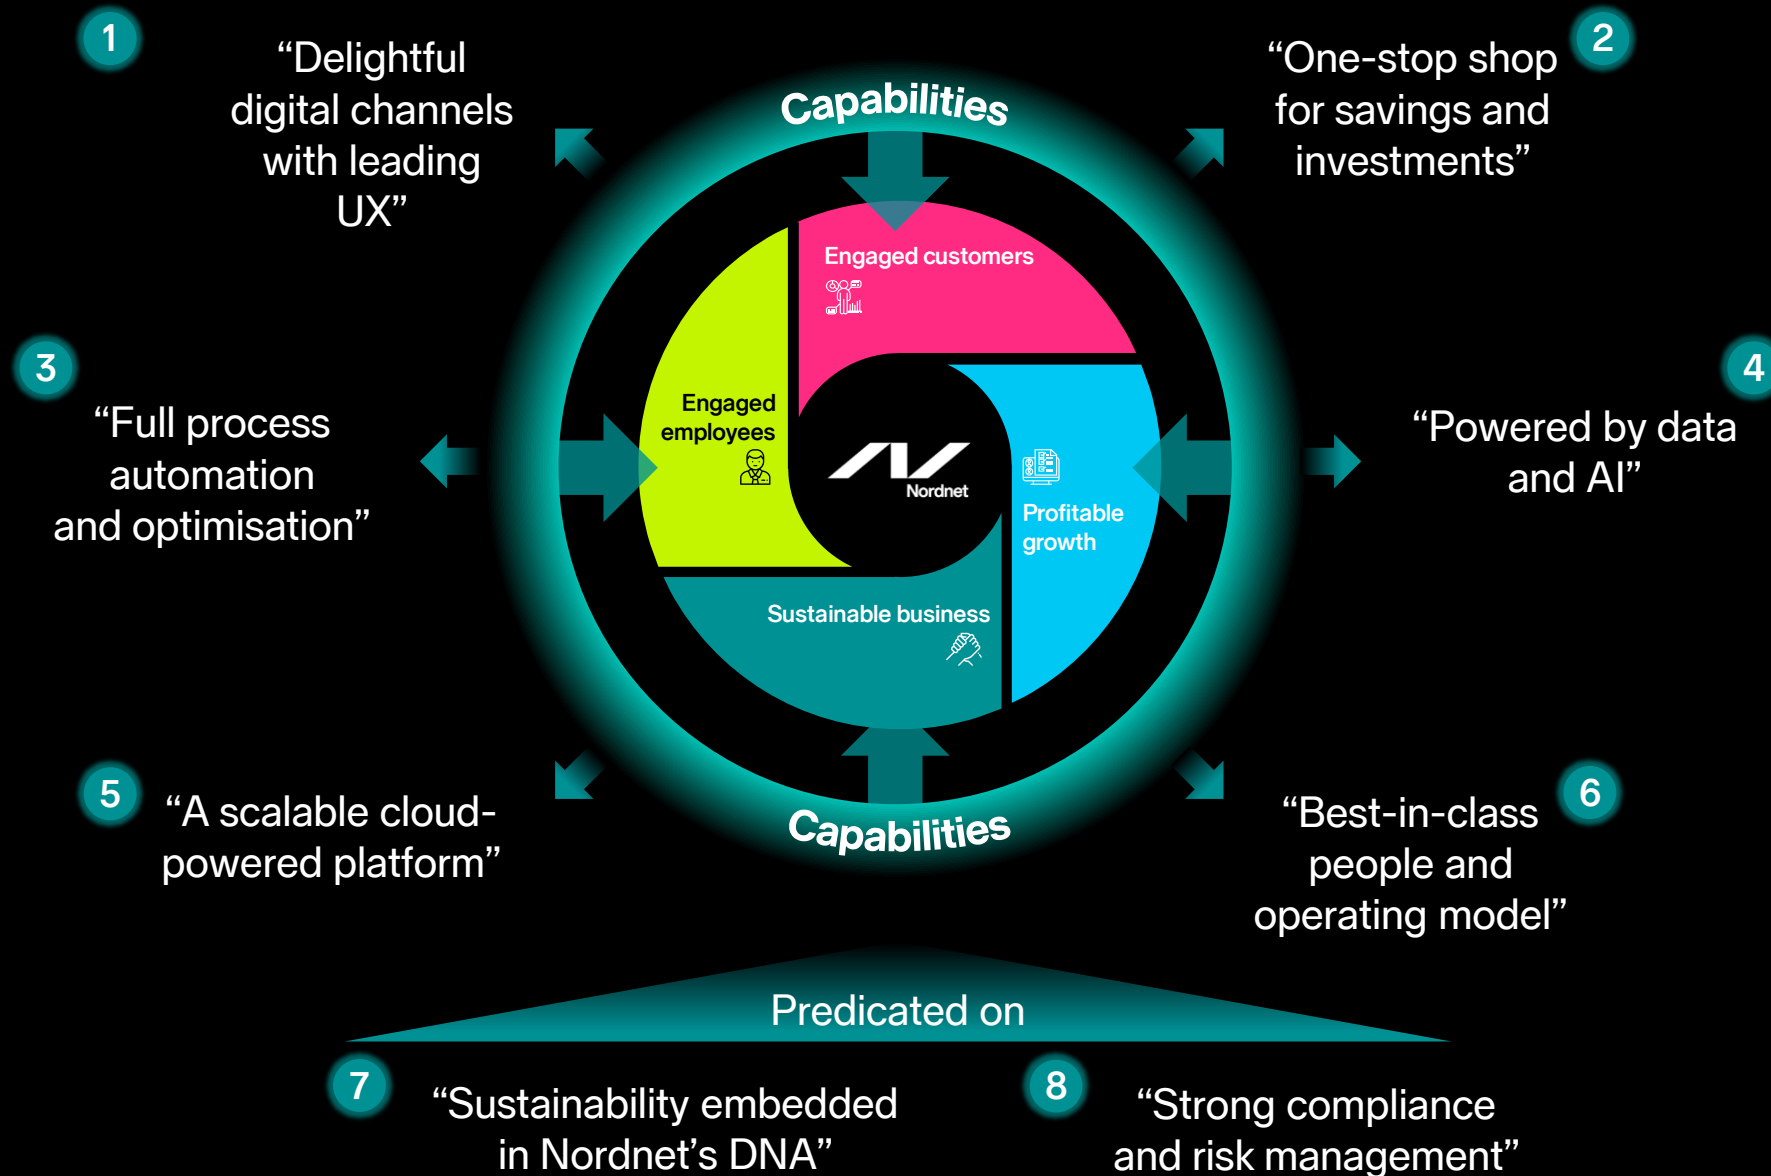 1
“Delightful
digital channels
with leading
UX”
2
“One-stop shop
for savings and
investments”
Capabilities
Engaged customers
3
“Full process
automation
and optimisation”
Engaged
employees
Nordnet
Profitable
growth
4
“Powered by data
and AI”
Sustainable business
5
“A scalable cloud-
powered platform”
Capabilities
6
“Best-in-class
people and
operating model”
Predicated on
7
“Sustainability embedded
in Nordnet’s DNA”
8
“Strong compliance
and risk management”